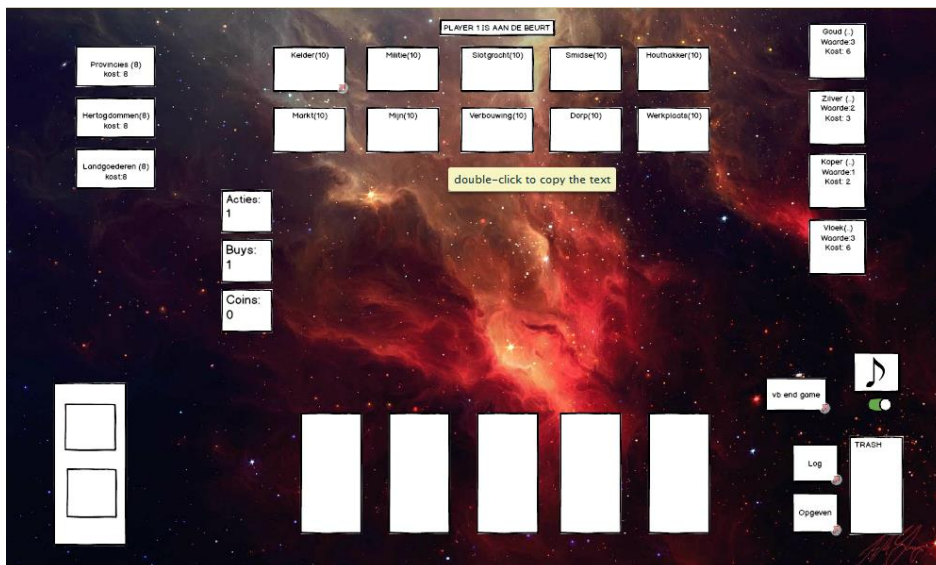 PLAYER 1 IS AAN DE BEURT
Provincies (8)
kost: 8
Hertogdommen(8)
kost: 8
Landgoederen (8)
kost:8
Kelder(10)
Militie(10)
Slotgracht(10)
Smidse(10)
Houthakker(10)
Markt(10)
Mijn(10)
Verbouwing(10)
Dorp(10)
Werkplaats(10)
Goud (..)
Waarde:3
Kost: 6
Zilver (..)
Waarde:2
Kost: 3
Koper (..)
Waarde:1
Kost: 2
Vloek(..)
Waarde:3
Kost: 6
double-click to copy the text
Acties:
1
Buys:
1
Coins:
0
vb end game
Log
Opgeven
TRASH